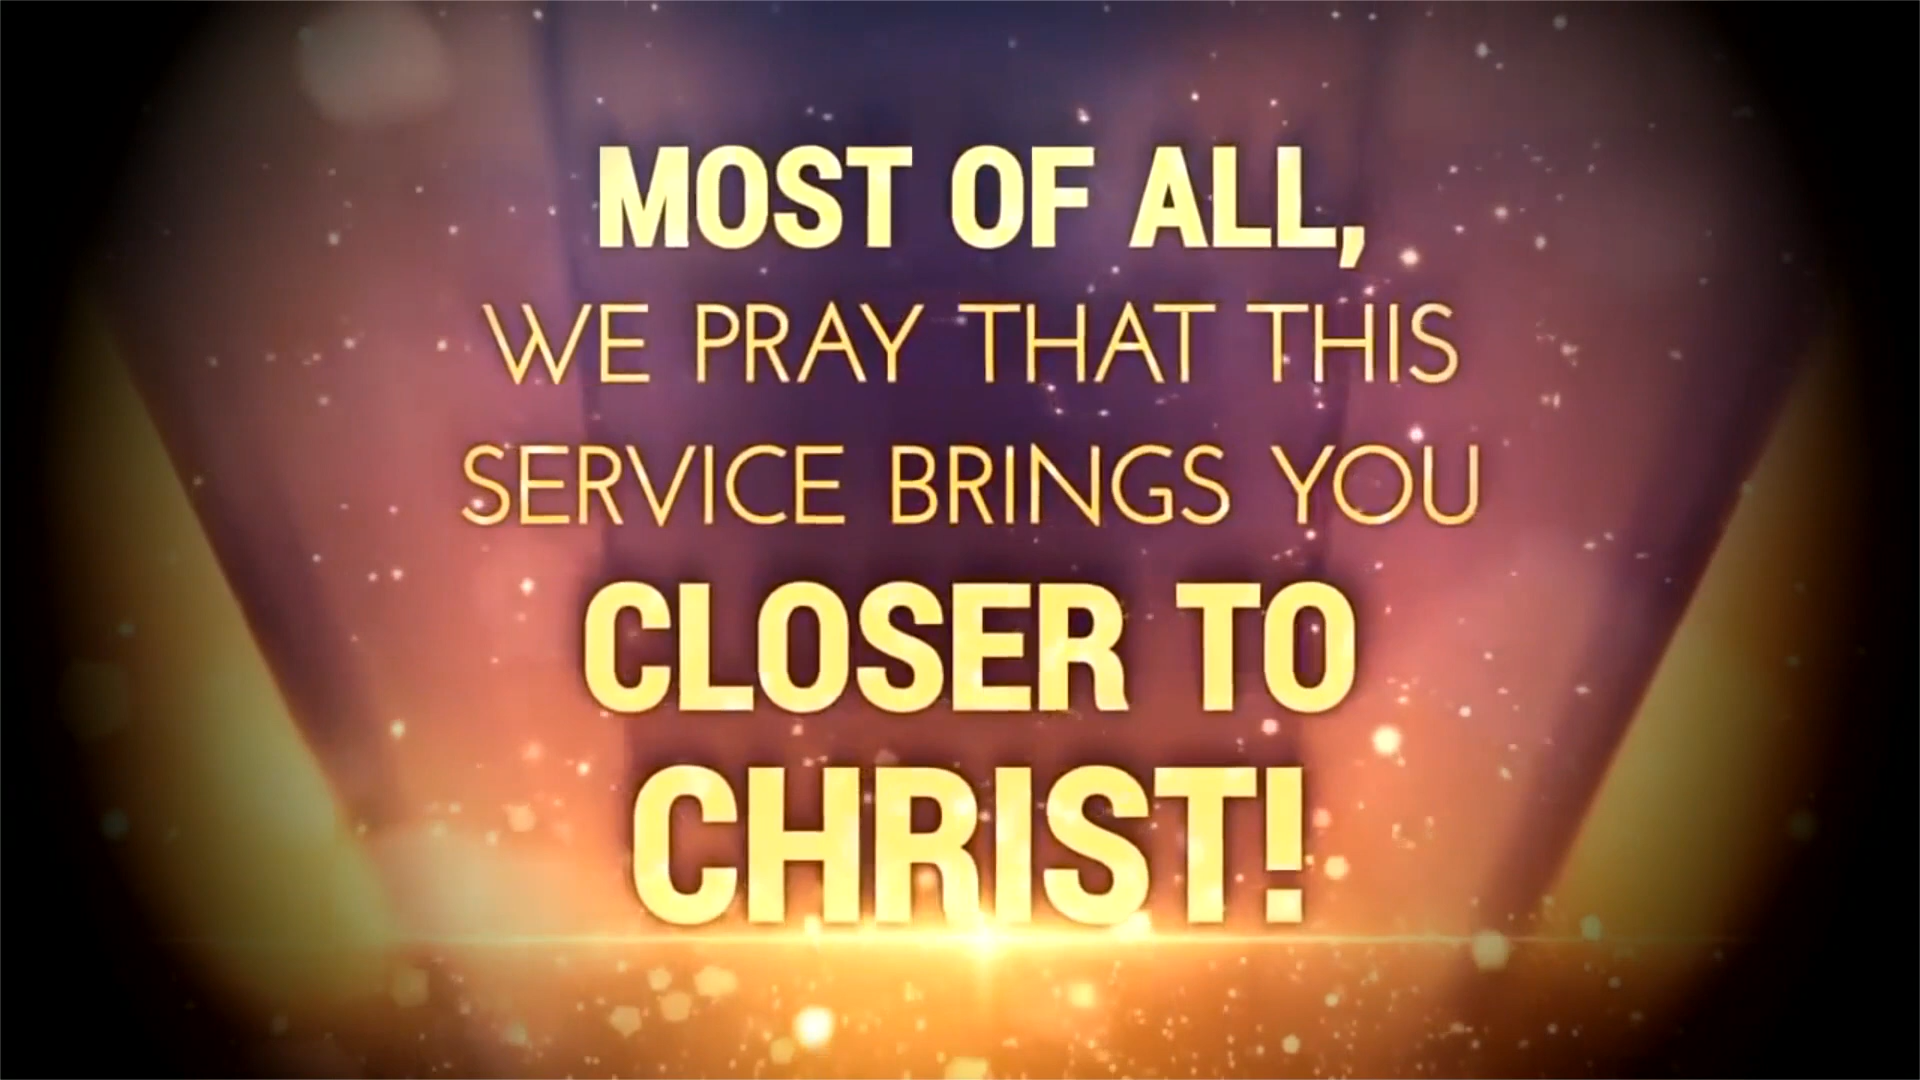 MOST OF ALL,
WE PRAY THAT THIS
SERVICE BRINGS YOU
CLOSER TO
CHRIST!